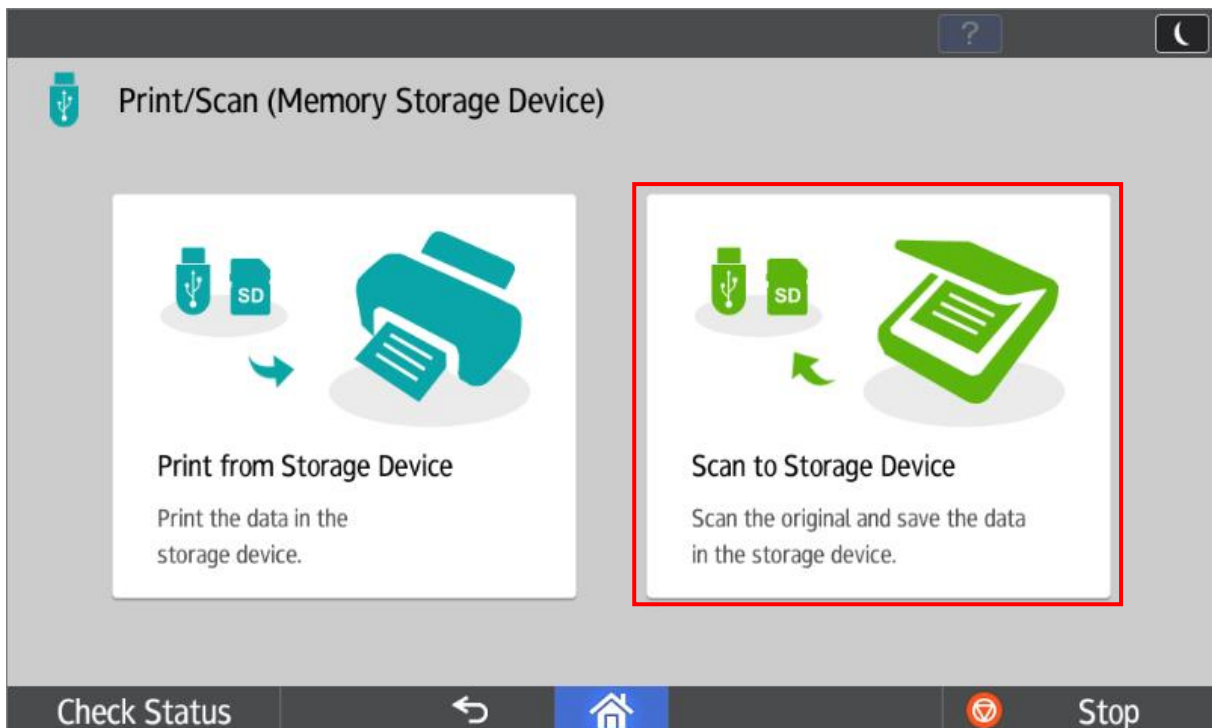 ?
Print/Scan (Memory Storage Device)
SD
SD
Print from Storage Device
Print the data in the
storage device.
Scan to Storage Device
Scan the original and save the data
in the storage device.
Check Status
Stop